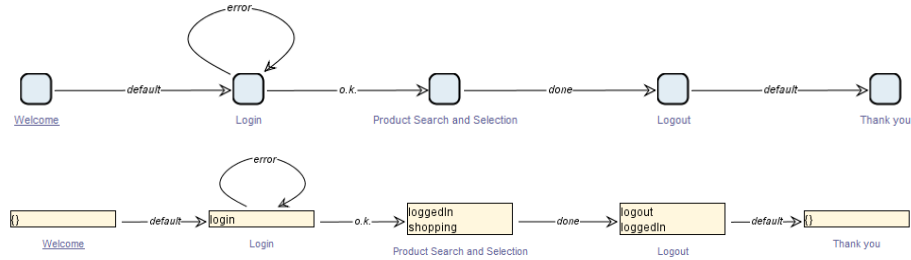 error
default
o.k.
done
default
Welcome
Login
Product Search and Selection
Logout
Thank you
error
{}
default
login
o.k.
loggedIn
shopping
done
logout
loggedIn
default
{}
Welcome
Login
Product Search and Selection
Logout
Thank you